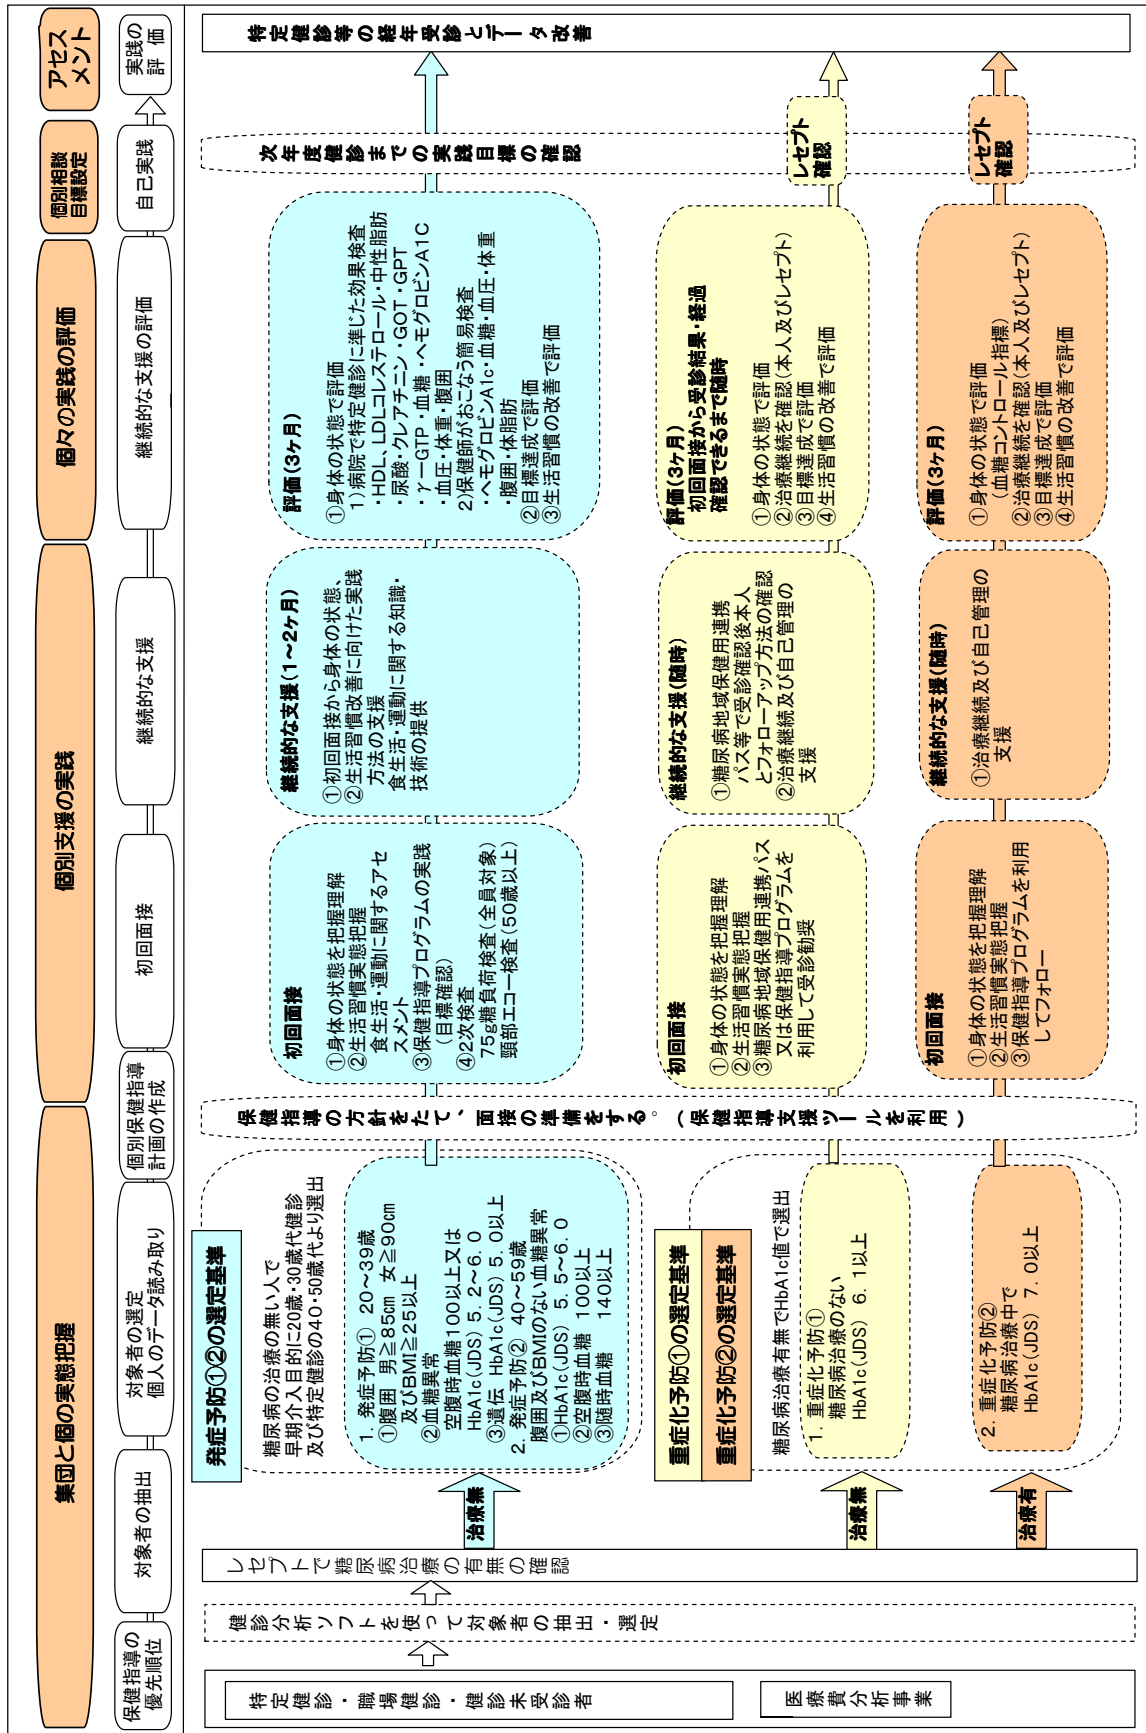 集団と個の実態把握
個別支援の実践
個々の実践の評価
個別相談
目標設定
アセス
メント
保健指導の
優先順位
対象者の抽出
対象者の選定
個人のデータ読み取り
個別保健指導
計画の作成
初回面接
継続的な支援
継続的な支援の評価
自己実践
実践の
評 価
特定健診・職場健診・健診未受診者
医療費分析事業
健診分析ソフトを使って対象者の抽出・選定
レセプトで糖尿病治療の有無の確認
治療無
治療無
治療有
発症予防①②の選定基準
糖尿病の治療の無い人で
早期介入目的に20歳・30歳代健診
及び特定健診の40・50歳代より選出
1. 発症予防① 20~39歳
①腹囲 男≧85㎝ 女≧90㎝
及びBMI≧25以上
②血糖異常
空腹時血糖100以上又は
HbA1c(JDS) 5.2~6.0
③遺伝 HbA1c(JDS) 5.0以上
2. 発症予防② 40~59歳
腹囲及びBMIのない血糖異常
①HbA1c(JDS) 5.5~6.0
②空腹時血糖 100以上
③随時血糖 140以上
重症化予防①の選定基準
重症化予防②の選定基準
糖尿病治療有無でHbA1c値で選出
1. 重症化予防①
糖尿病治療のない
HbA1c(JDS) 6.1以上
2. 重症化予防②
糖尿病治療中で
HbA1c(JDS) 7.0以上
保健指導の方針をたて、面接の準備をする。(保健指導支援ツールを利用)
初回面接
①身体の状態を把握理解
②生活習慣実態把握
食生活・運動に関するアセ
スメント
③保健指導プログラムの実践
(目標確認)
④2次検査
75g糖負荷検査(全員対象)
頸部エコー検査(50歳以上)
初回面接
①身体の状態を把握理解
②生活習慣実態把握
③糖尿病地域保健用連携パス
又は保健指導プログラムを
利用して受診勧奨
初回面接
①身体の状態を把握理解
②生活習慣実態把握
③保健指導プログラムを利用
してフォロー
継続的な支援(1~2ヶ月)
①初回面接から身体の状態、
②生活習慣改善に向けた実践
方法の支援
食生活・運動に関する知識・
技術の提供
継続的な支援(随時)
①糖尿病地域保健用連携
パス等で受診確認後本人
とフォローアップ方法の確認
②治療継続及び自己管理の
支援
継続的な支援(随時)
①治療継続及び自己管理の
支援
評価(3ヶ月)
①身体の状態で評価
1)病院で特定健診に準じた効果検査
・HDL、LDLコレステロール・中性脂肪
・尿酸・クレアチニン・GOT・GPT
・γーGTP・血糖・ヘモグロビンA1C
・血圧・体重・腹囲
2)保健師がおこなう簡易検査
・ヘモグロビンA1c・血糖・血圧・体重
・腹囲・体脂肪
②目標達成で評価
③生活習慣の改善で評価
評価(3ヶ月)
初回面接から受診結果・経過
確認できるまで随時
①身体の状態で評価
②治療継続を確認(本人及びレセプト)
③目標達成で評価
④生活習慣の改善で評価
評価(3ヶ月)
①身体の状態で評価
(血糖コントロール指標)
②治療継続を確認(本人及びレセプト)
③目標達成で評価
④生活習慣の改善で評価
次年度健診までの実践目標の確認
レセプト
確認
レセプト
確認
特定健診等の経年受診とデータ改善